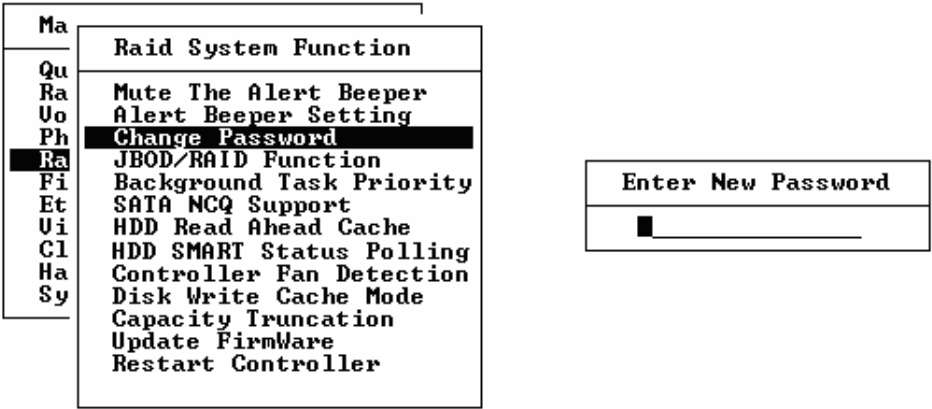 Ma
Qu
Ra
Vo
Ph
Ra
Fi
Et
Vi
Cl
Ha
Sy
Raid System Function
Mute The Alert Beeper
Alert Beeper Setting
Change Password
JBOD/RAID Function
Background Task Priority
SATA NCQ Support
HDD Read Ahead Cache
HDD SMART Status Polling
Controller Fan Detection
Disk Write Cache Mode
Capacity Truncation
Update FirmWare
Restart Controller
Enter New Password